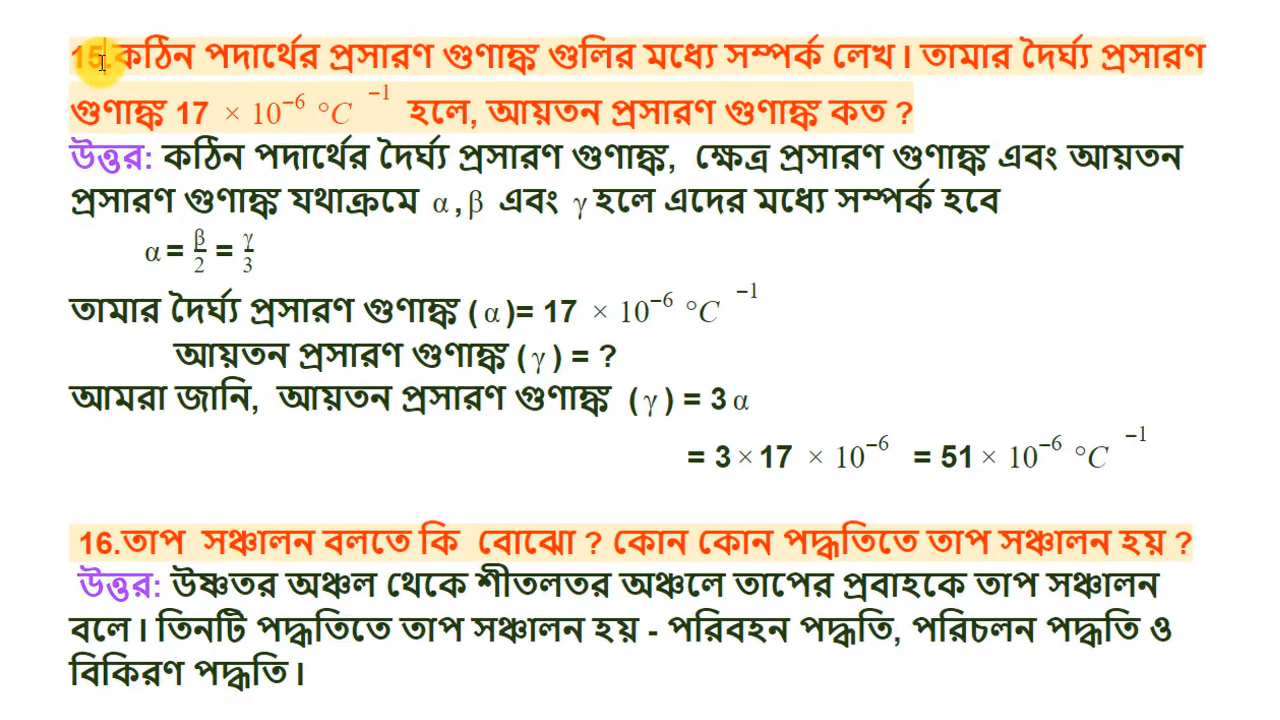 15.কঠিন পদার্থের প্রসারণ গুণাঙ্ক গুলির মধ্যে সম্পর্ক লেখ। তামার দৈর্ঘ্য প্রসারণ
গুণাঙ্ক 17 × 10⁻⁶ °C ⁻¹ হলে, আয়তন প্রসারণ গুণাঙ্ক কত ?
উত্তর: কঠিন পদার্থের দৈর্ঘ্য প্রসারণ গুণাঙ্ক, ক্ষেত্র প্রসারণ গুণাঙ্ক এবং আয়তন
প্রসারণ গুণাঙ্ক যথাক্রমে α , β এবং γ হলে এদের মধ্যে সম্পর্ক হবে
α = β/2 = γ/3
তামার দৈর্ঘ্য প্রসারণ গুণাঙ্ক ( α )= 17 × 10⁻⁶ °C ⁻¹
আয়তন প্রসারণ গুণাঙ্ক ( γ ) = ?
আমরা জানি, আয়তন প্রসারণ গুণাঙ্ক ( γ ) = 3 α
= 3 × 17 × 10⁻⁶ = 51 × 10⁻⁶ °C ⁻¹
16.তাপ সঞ্চালন বলতে কি বোঝো ? কোন কোন পদ্ধতিতে তাপ সঞ্চালন হয় ?
উত্তর: উষ্ণতর অঞ্চল থেকে শীতলতর অঞ্চলে তাপের প্রবাহকে তাপ সঞ্চালন
বলে। তিনটি পদ্ধতিতে তাপ সঞ্চালন হয় - পরিবহন পদ্ধতি, পরিচলন পদ্ধতি ও
বিকিরণ পদ্ধতি।